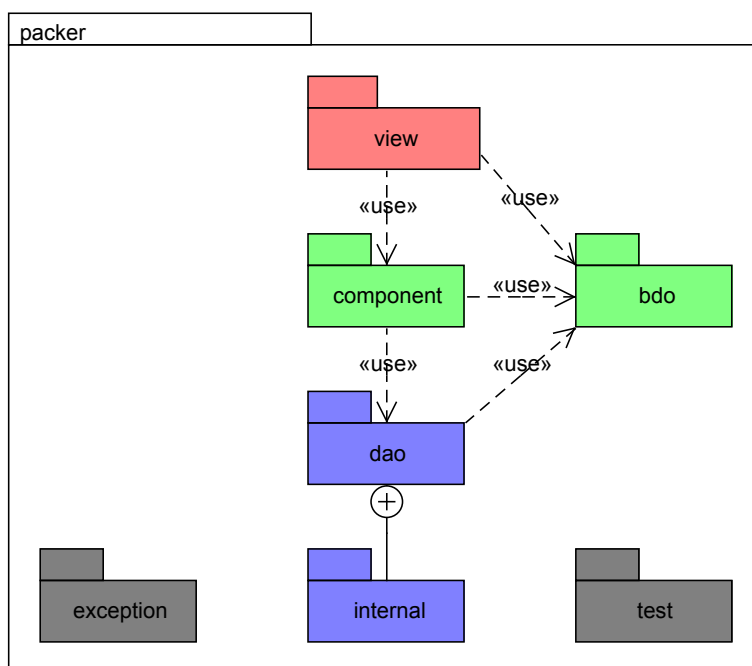 packer
view
«use»
«use»
component
«use»
bdo
«use»
«use»
dao
exception
internal
test